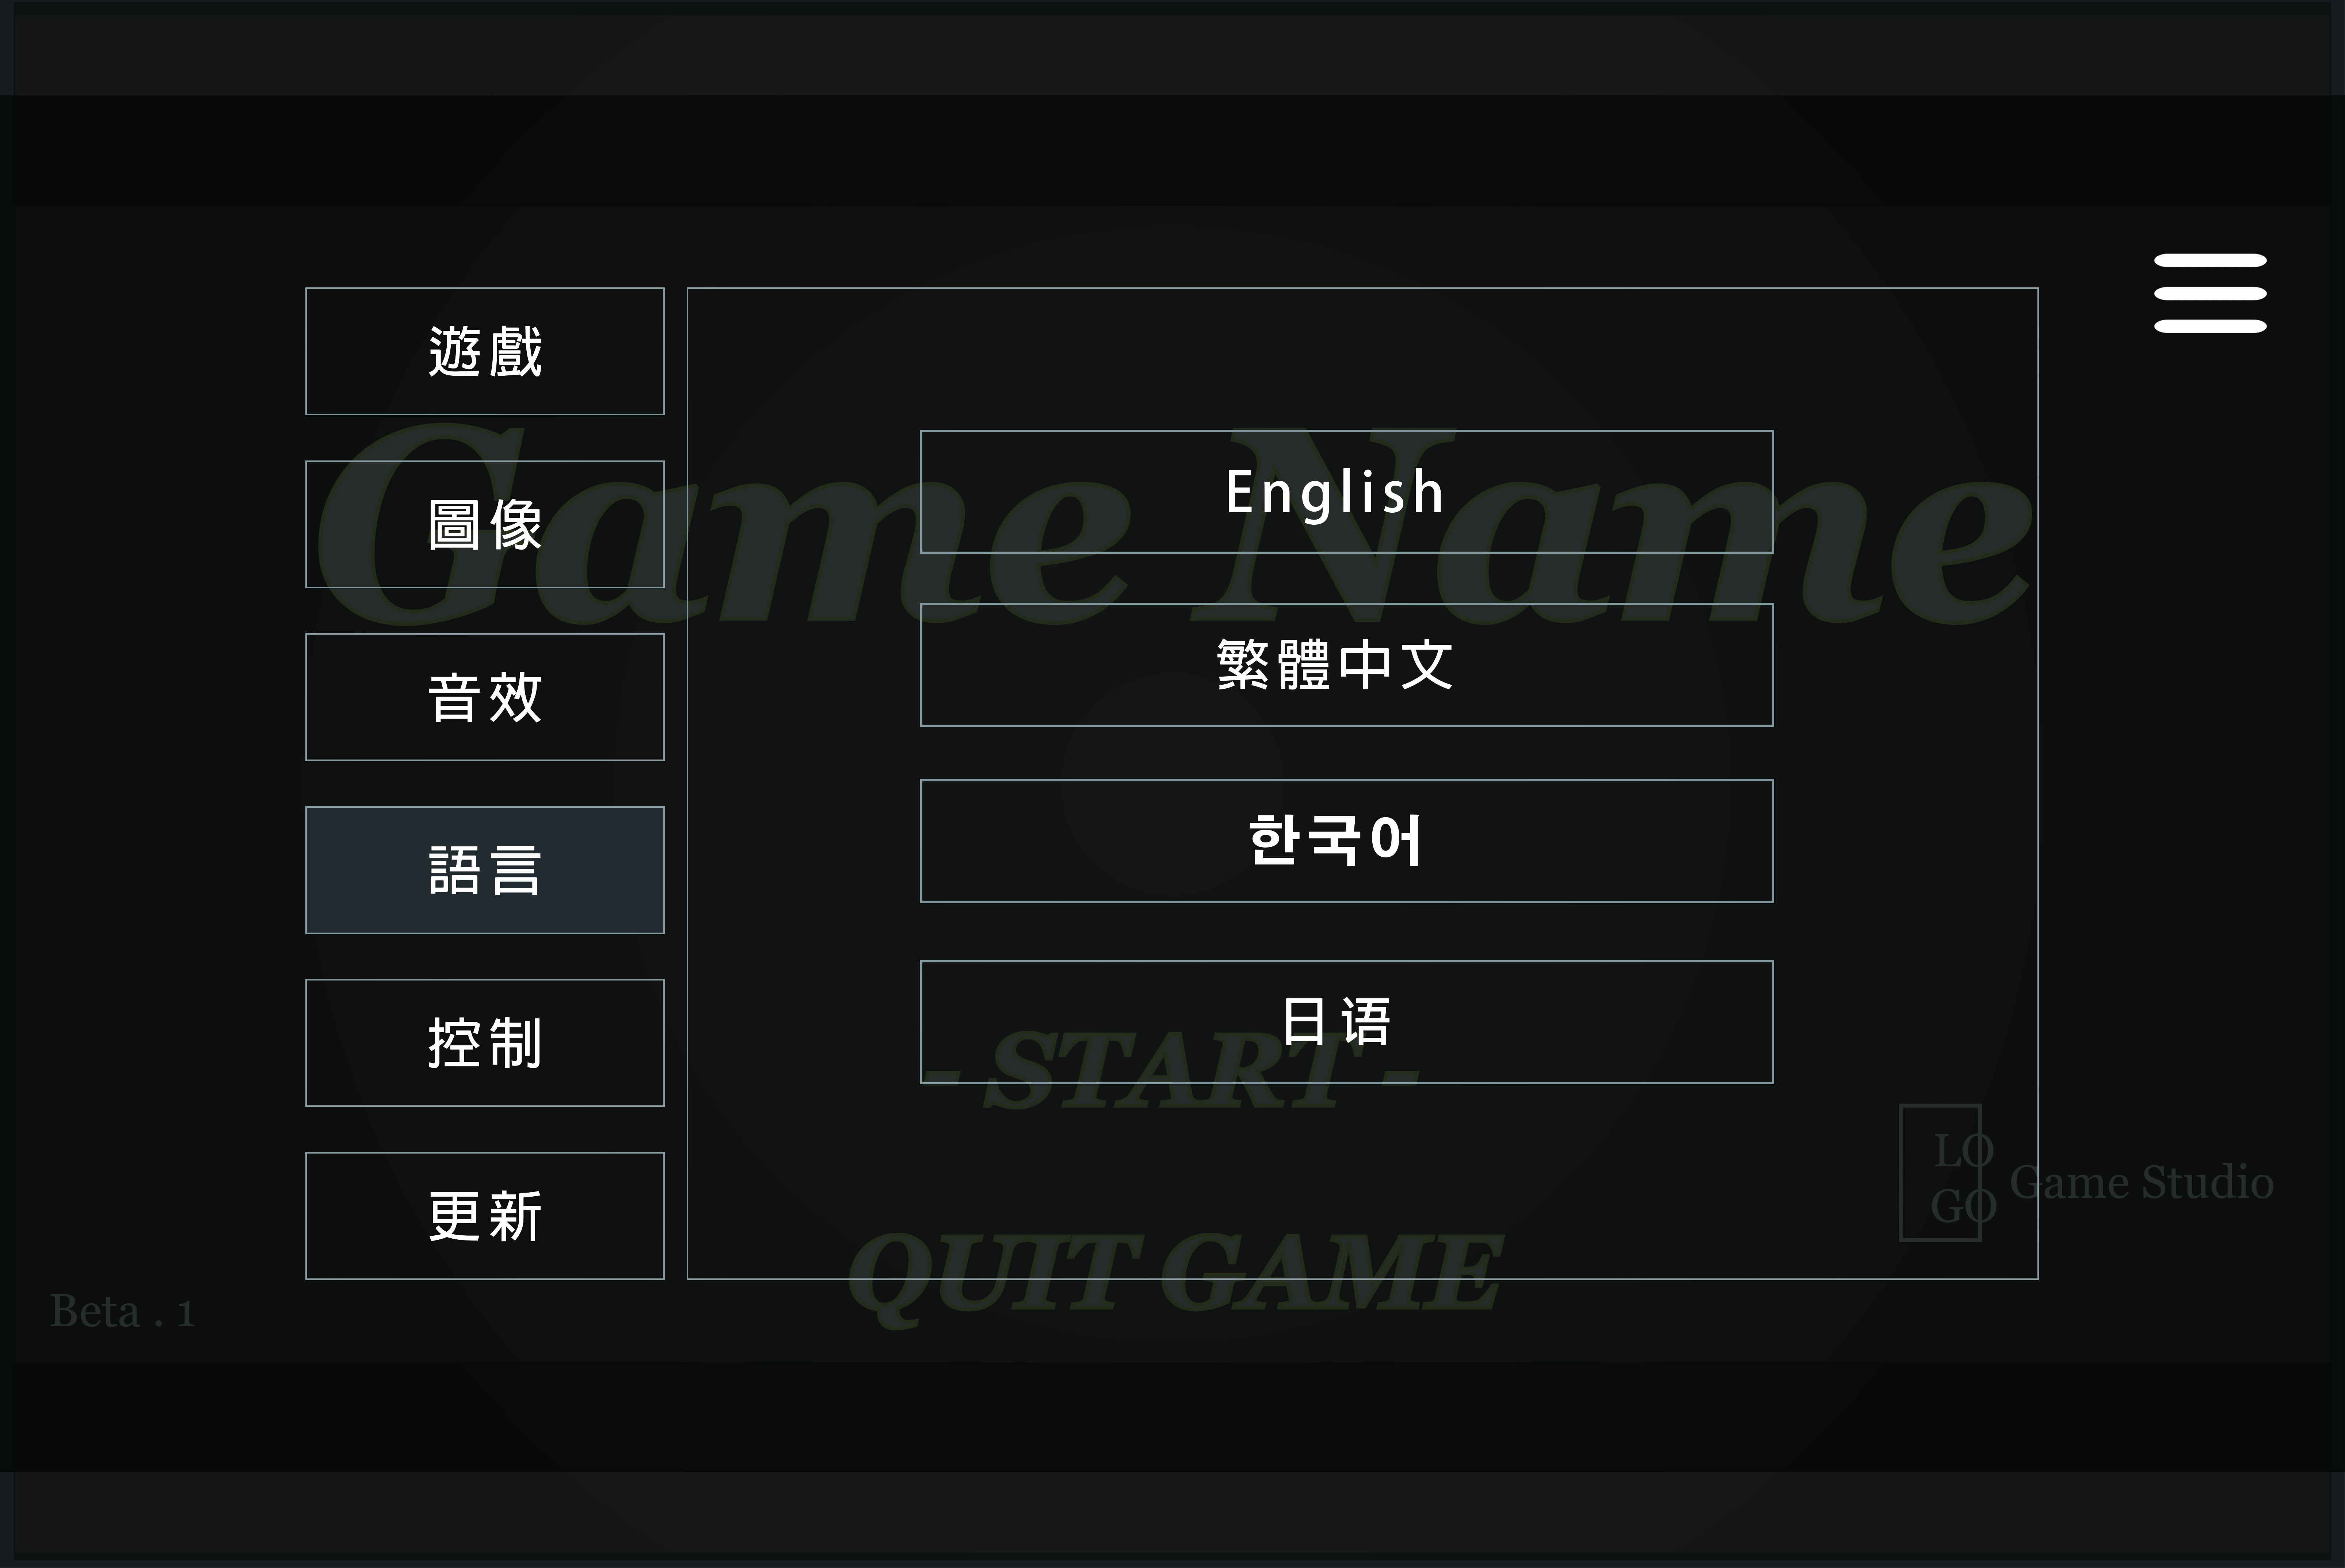 遊戲
圖像
音效
語言
控制
更新
English
繁體中文
한국어
日语
Game Name
- START -
QUIT GAME
LO
GO
Game Studio
Beta . 1